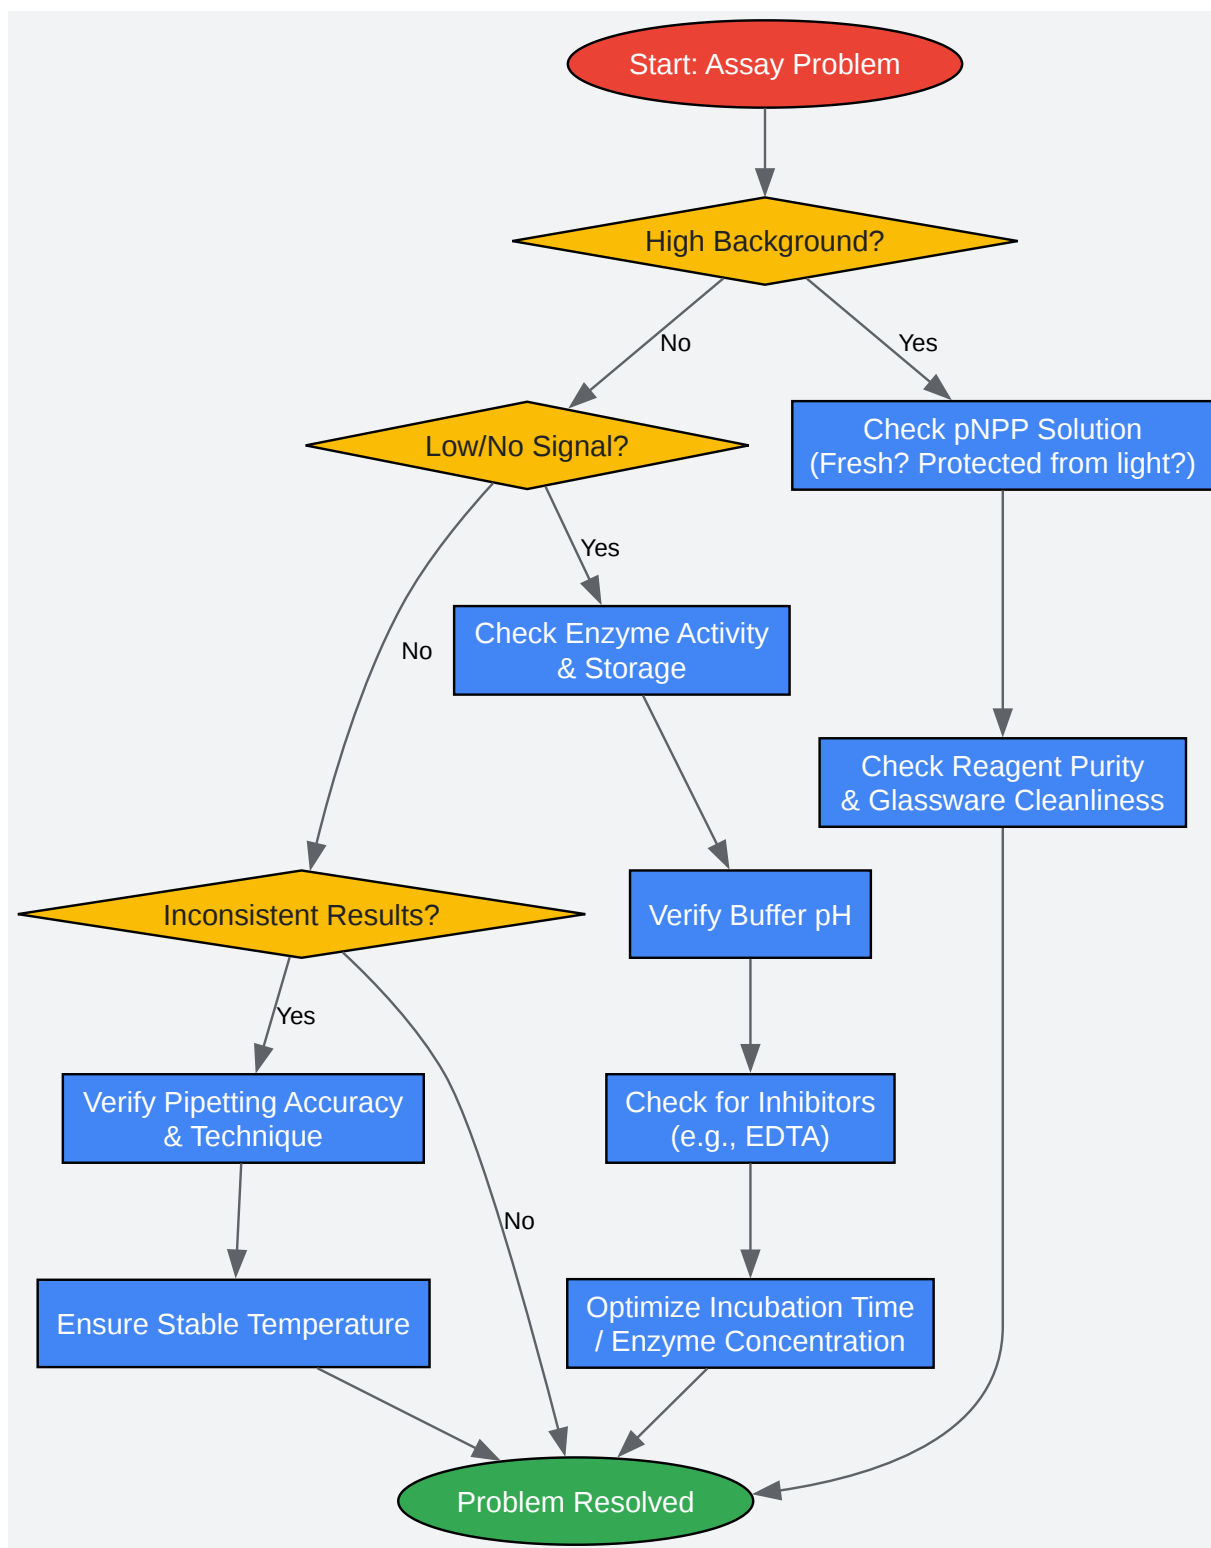 Start: Assay Problem
High Background?
No
Yes
Low/No Signal?
Check pNPP Solution
(Fresh? Protected from light?)
Yes
No
Check Enzyme Activity
& Storage
Check Reagent Purity
& Glassware Cleanliness
Inconsistent Results?
Verify Buffer pH
Yes
Verify Pipetting Accuracy
& Technique
Check for Inhibitors
(e.g., EDTA)
No
Ensure Stable Temperature
Optimize Incubation Time
/ Enzyme Concentration
Problem Resolved